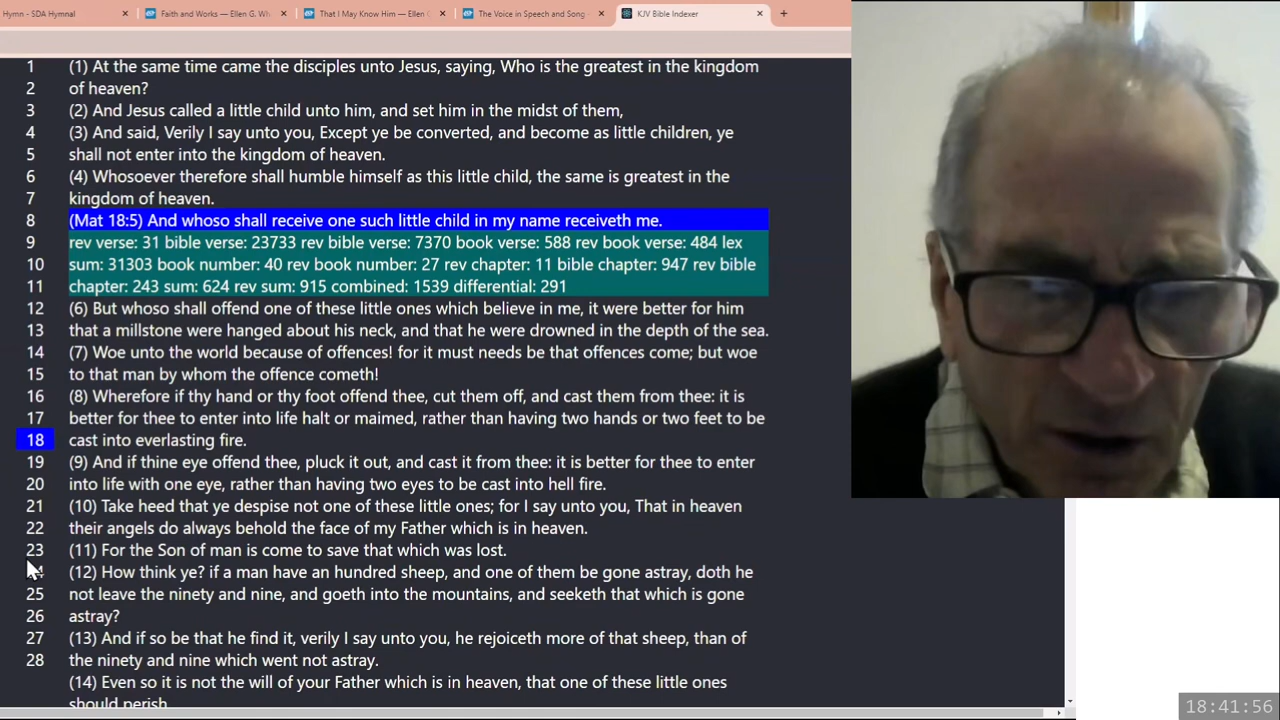 Hymn - SDA Hymnal
Faith and Works — Ellen G. Wh
That I May Know Him — Ellen G
The Voice in Speech and Song
KJV Bible Indexer
1 (1) At the same time came the disciples unto Jesus, saying, Who is the greatest in the kingdom
2 of heaven?
3 (2) And Jesus called a little child unto him, and set him in the midst of them,
4 (3) And said, Verily I say unto you, Except ye be converted, and become as little children, ye
5 shall not enter into the kingdom of heaven.
6 (4) Whosoever therefore shall humble himself as this little child, the same is greatest in the
7 kingdom of heaven.
8 (Mat 18:5) And whoso shall receive one such little child in my name receiveth me.
9 rev verse: 31 bible verse: 23733 rev bible verse: 7370 book verse: 588 rev book verse: 484 lex
10 sum: 31303 book number: 40 rev book number: 27 rev chapter: 11 bible chapter: 947 rev bible
11 chapter: 243 sum: 624 rev sum: 915 combined: 1539 differential: 291
12 (6) But whoso shall offend one of these little ones which believe in me, it were better for him
13 that a millstone were hanged about his neck, and that he were drowned in the depth of the sea.
14 (7) Woe unto the world because of offences! for it must needs be that offences come; but woe
15 to that man by whom the offence cometh!
16 (8) Wherefore if thy hand or thy foot offend thee, cut them off, and cast them from thee: it is
17 better for thee to enter into life halt or maimed, rather than having two hands or two feet to be
18 cast into everlasting fire.
19 (9) And if thine eye offend thee, pluck it out, and cast it from thee: it is better for thee to enter
20 into life with one eye, rather than having two eyes to be cast into hell fire.
21 (10) Take heed that ye despise not one of these little ones; for I say unto you, That in heaven
22 their angels do always behold the face of my Father which is in heaven.
23 (11) For the Son of man is come to save that which was lost.
(12) How think ye? if a man have an hundred sheep, and one of them be gone astray, doth he
25 not leave the ninety and nine, and goeth into the mountains, and seeketh that which is gone
26 astray?
27 (13) And if so be that he find it, verily I say unto you, he rejoiceth more of that sheep, than of
28 the ninety and nine which went not astray.
(14) Even so it is not the will of your Father which is in heaven, that one of these little ones
should perish
18:41:56